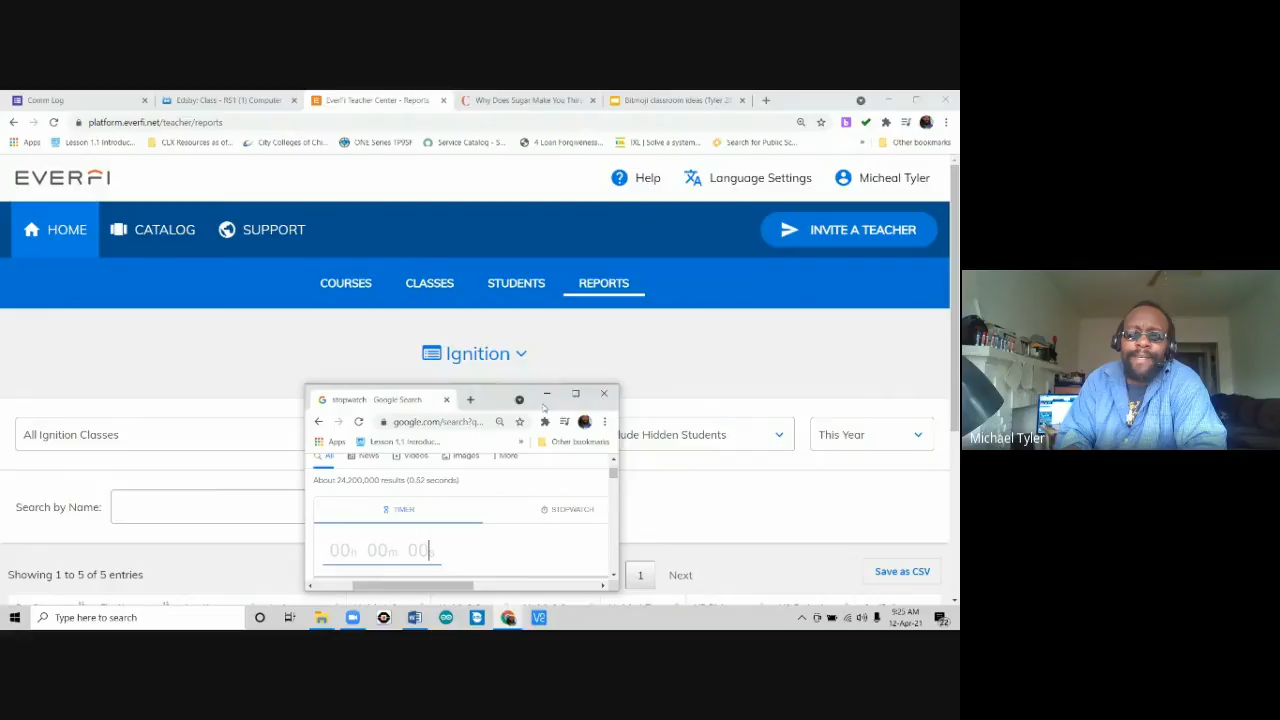 Comm Log
Edsby: Class - RS1 (1) Computer
EverFi Teacher Center - Reports
Why Does Sugar Make You Thir
Bitmoji classroom ideas (Tyler 2
platform.everfi.net/teacher/reports
Apps
Lesson 1.1 Introduc...
CLX Resources as of...
City Colleges of Chi...
ONE Series TP95F
Service Catalog - S...
4 Loan Forgiveness...
IXL | Solve a system...
Search for Public Sc...
»
Other bookmarks
EVERFI
Help
Language Settings
Micheal Tyler
HOME
CATALOG
SUPPORT
INVITE A TEACHER
COURSES
CLASSES
STUDENTS
REPORTS
Ignition
stopwatch - Google Search
google.com/search?q...
Apps
Lesson 1.1 Introduc...
»
Other bookmarks
All
News
Videos
Images
More
About 24,200,000 results (0.52 seconds)
TIMER
STOPWATCH
00h 00m 00s
All Ignition Classes
lude Hidden Students
This Year
Search by Name:
Showing 1 to 5 of 5 entries
1
Next
Save as CSV
Type here to search
9:25 AM
12-Apr-21
22
Michael Tyler